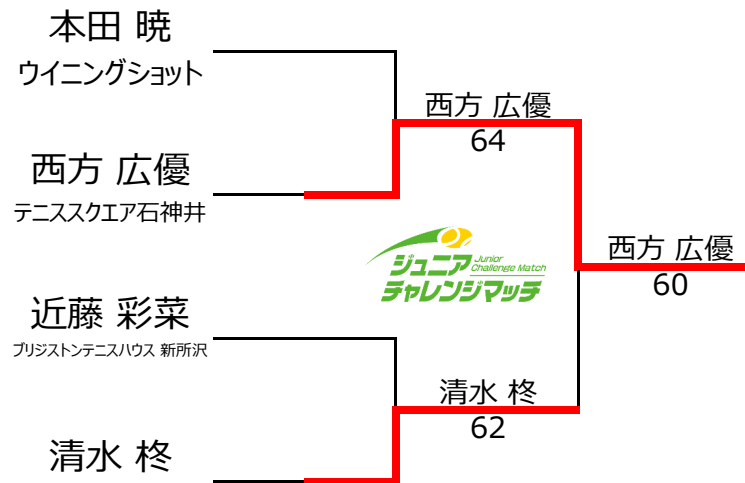 本田 暁
ウイニングショット
西方 広優
64
西方 広優
テニススクエア石神井
ジュニア Junior Challenge Match
チャレンジマッチ
西方 広優
60
近藤 彩菜
ブリジストンテニスハウス 新所沢
清水 柊
62
清水 柊